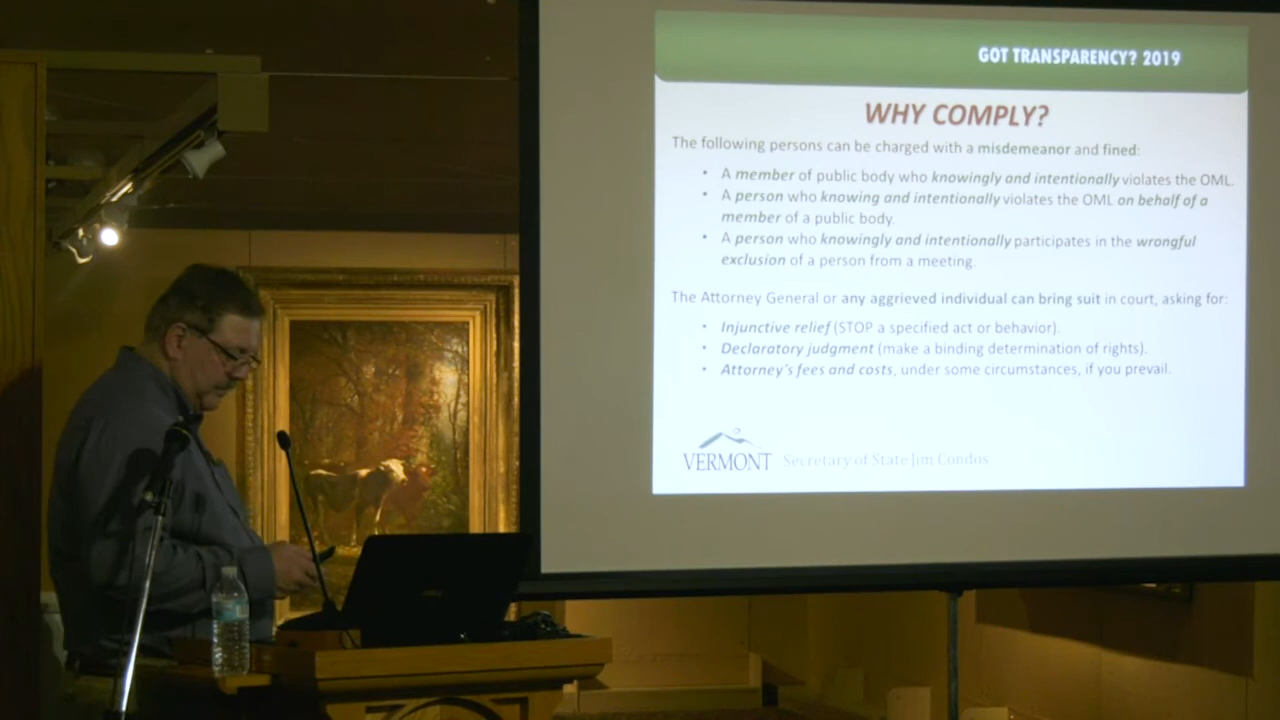 GOT TRANSPARENCY? 2019
WHY COMPLY?
The following persons can be charged with a misdemeanor and fined:
• A member of public body who knowingly and intentionally violates the OML.
• A person who knowing and intentionally violates the OML on behalf of a
member of a public body.
• A person who knowingly and intentionally participates in the wrongful
exclusion of a person from a meeting.
The Attorney General or any aggrieved individual can bring suit in court, asking for:
• Injunctive relief (STOP a specified act or behavior).
• Declaratory judgment (make a binding determination of rights).
• Attorney's fees and costs, under some circumstances, if you prevail.
VERMONT Secretary of State Jim Condos